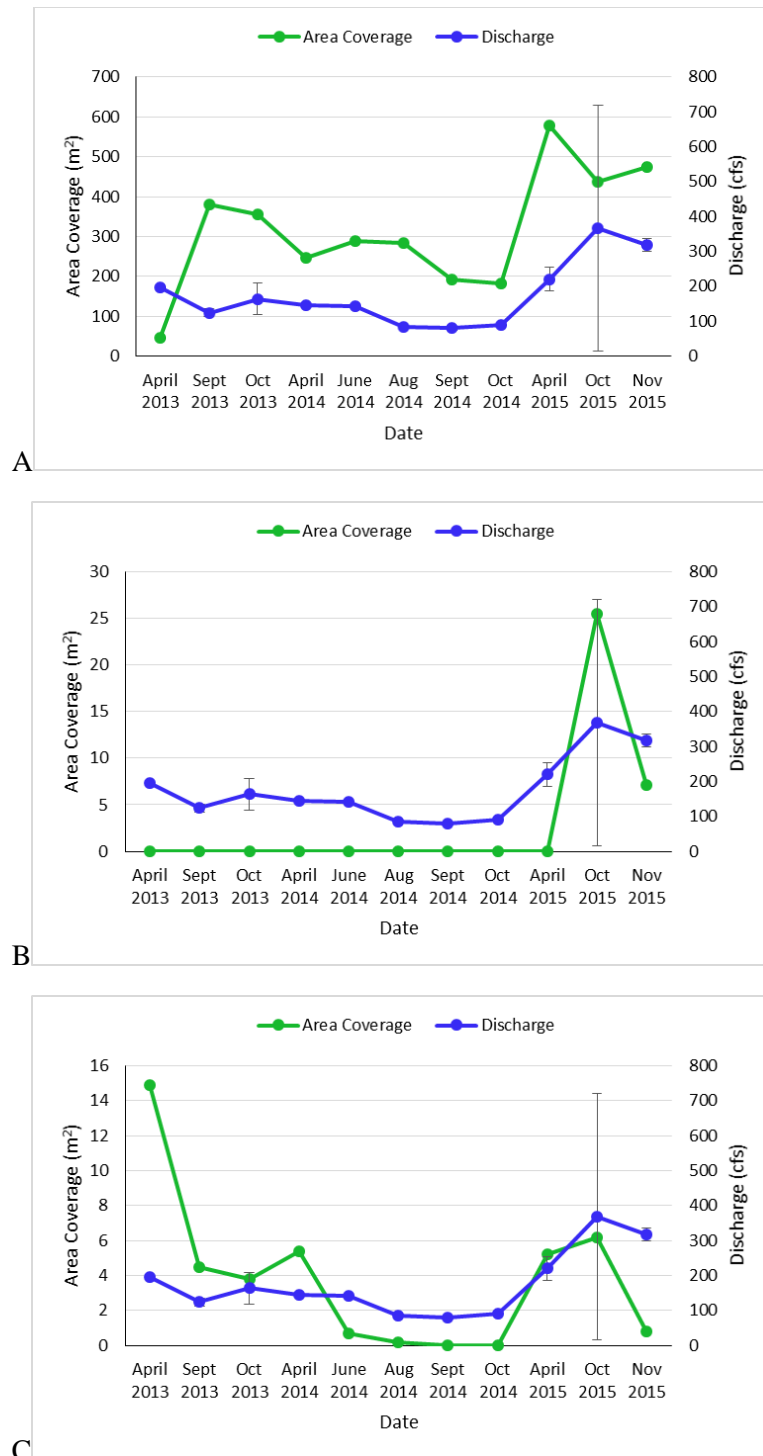 Area Coverage Discharge
700 800
600 700
500 600
400 500
300 400
200 300
100 200
0 100
0
Area Coverage (m²)
Discharge (cfs)
April Sept Oct April June Aug Sept Oct April Oct Nov
2013 2013 2013 2014 2014 2014 2014 2014 2015 2015 2015
Date
A
Area Coverage Discharge
30 800
25 700
20 600
15 500
10 400
5 300
0 200
100
0
Area Coverage (m²)
Discharge (cfs)
April Sept Oct April June Aug Sept Oct April Oct Nov
2013 2013 2013 2014 2014 2014 2014 2014 2015 2015 2015
Date
B
Area Coverage Discharge
16 800
14 700
12 600
10 500
8 400
6 300
4 200
2 100
0 0
Area Coverage (m²)
Discharge (cfs)
April Sept Oct April June Aug Sept Oct April Oct Nov
2013 2013 2013 2014 2014 2014 2014 2014 2015 2015 2015
Date
C